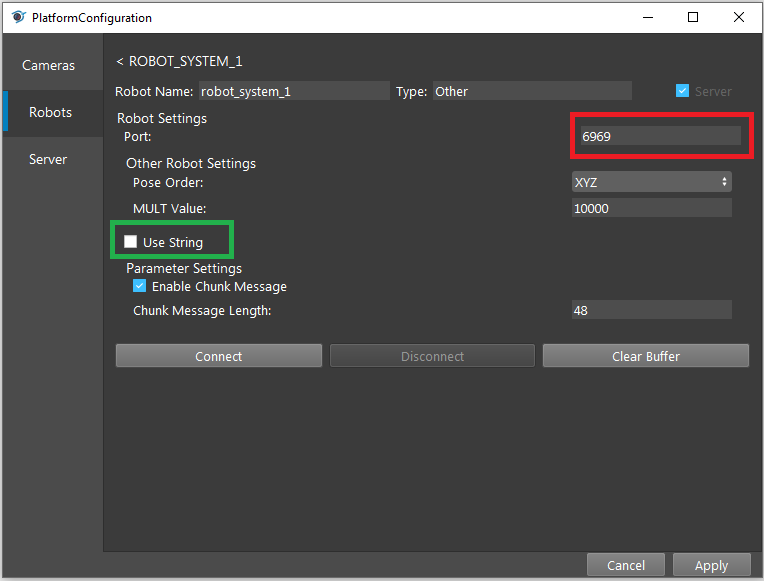 PlatformConfiguration
Cameras
Robots
Server
< ROBOT_SYSTEM_1
Robot Name: robot_system_1 Type: Other Server
Robot Settings
Port: 6969
Other Robot Settings
Pose Order: XYZ
MULT Value: 10000
Use String
Parameter Settings
Enable Chunk Message
Chunk Message Length: 48
Connect Disconnect Clear Buffer
Cancel Apply